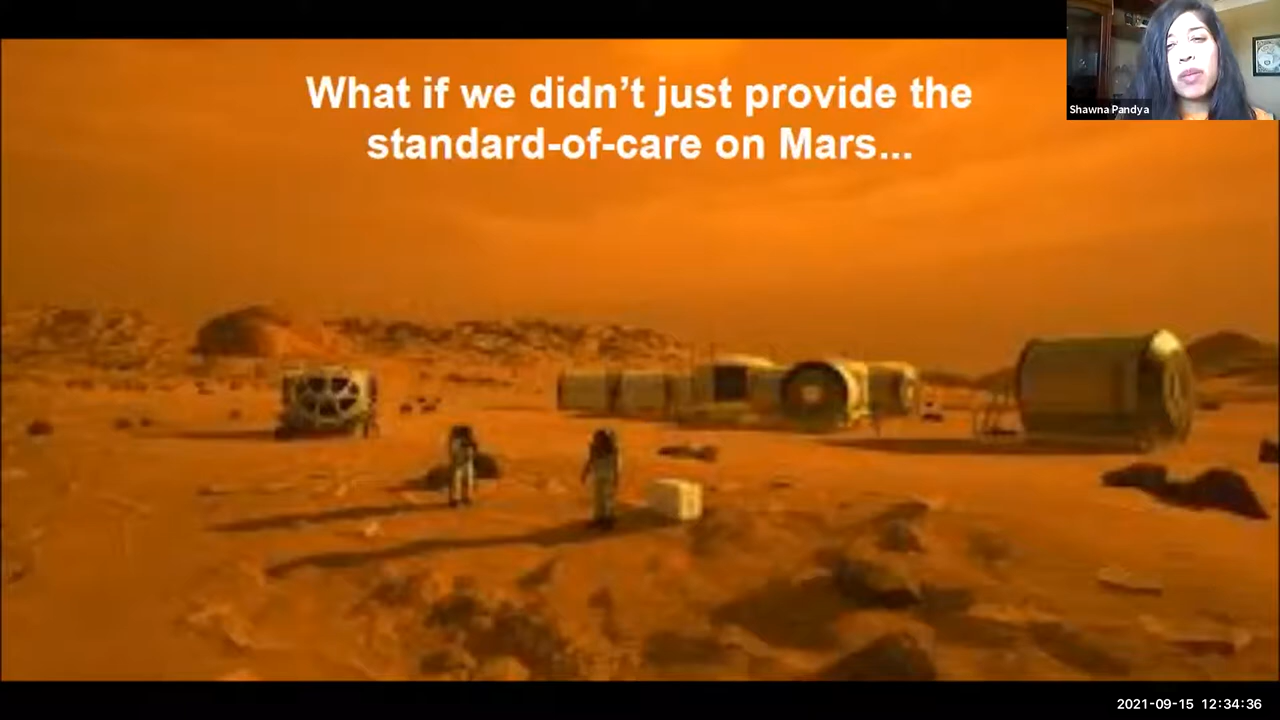 What if we didn’t just provide the
standard-of-care on Mars...
Shawna Pandya
2021-09-15 12:34:36